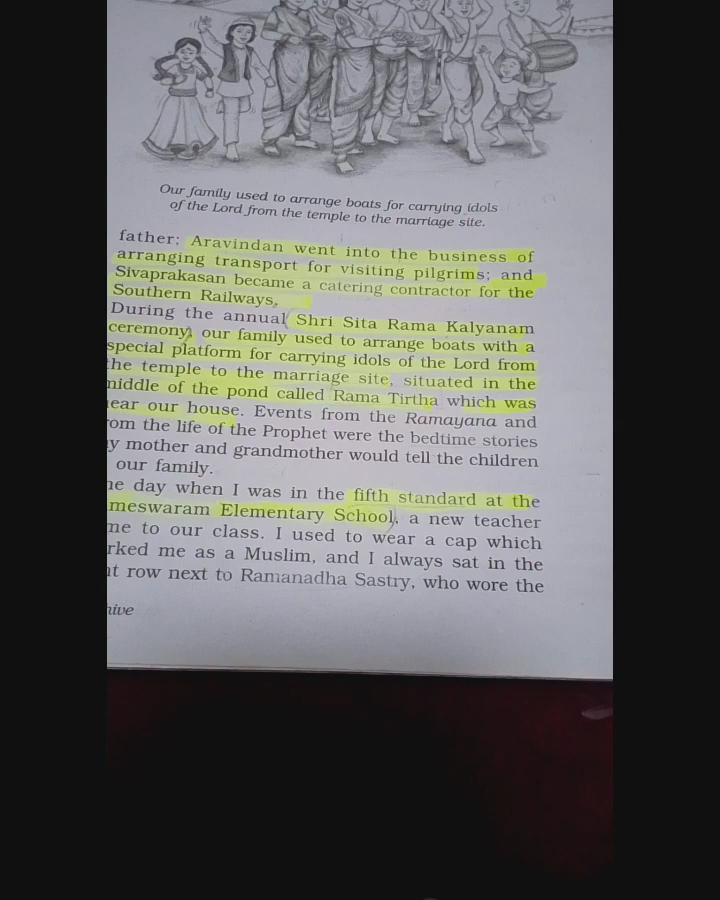 Our family used to arrange boats for carrying idols
of the Lord from the temple to the marriage site.
father; Aravindan went into the business of
arranging transport for visiting pilgrims; and
Sivaprakasan became a catering contractor for the
Southern Railways.
During the annual Shri Sita Rama Kalyanam
ceremony, our family used to arrange boats with a
special platform for carrying idols of the Lord from
the temple to the marriage site, situated in the
middle of the pond called Rama Tirtha which was
near our house. Events from the Ramayana and
from the life of the Prophet were the bedtime stories
my mother and grandmother would tell the children
our family.
day when I was in the fifth standard at the
meswaram Elementary School, a new teacher
me to our class. I used to wear a cap which
rked me as a Muslim, and I always sat in the
row next to Ramanadha Sastry, who wore the